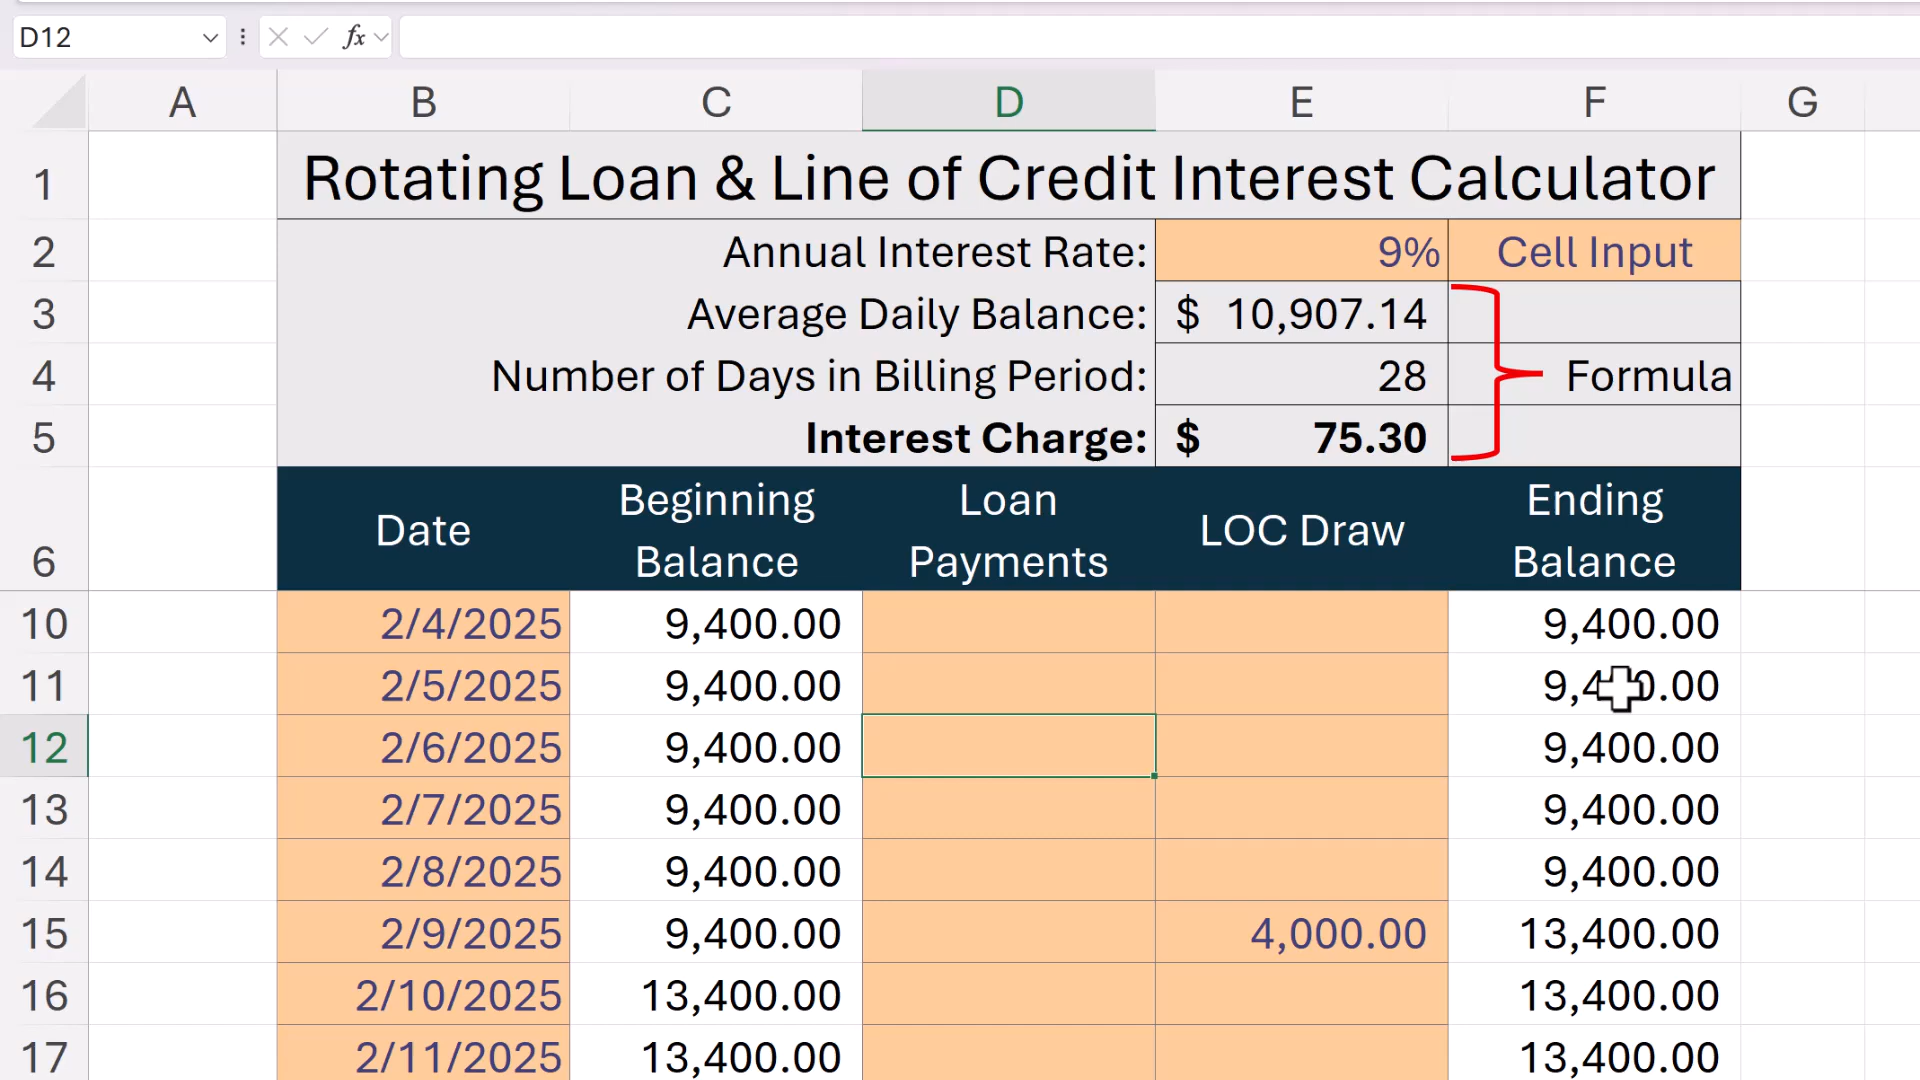 D12
fx
A B C D E F G
1 Rotating Loan & Line of Credit Interest Calculator
2 Annual Interest Rate: 9% Cell Input
3 Average Daily Balance: $ 10,907.14
4 Number of Days in Billing Period: 28 Formula
5 Interest Charge: $ 75.30
6 Date Beginning Balance Loan Payments LOC Draw Ending Balance
10 2/4/2025 9,400.00 9,400.00
11 2/5/2025 9,400.00 9,400.00
12 2/6/2025 9,400.00 9,400.00
13 2/7/2025 9,400.00 9,400.00
14 2/8/2025 9,400.00 9,400.00
15 2/9/2025 9,400.00 4,000.00 13,400.00
16 2/10/2025 13,400.00 13,400.00
17 2/11/2025 13,400.00 13,400.00